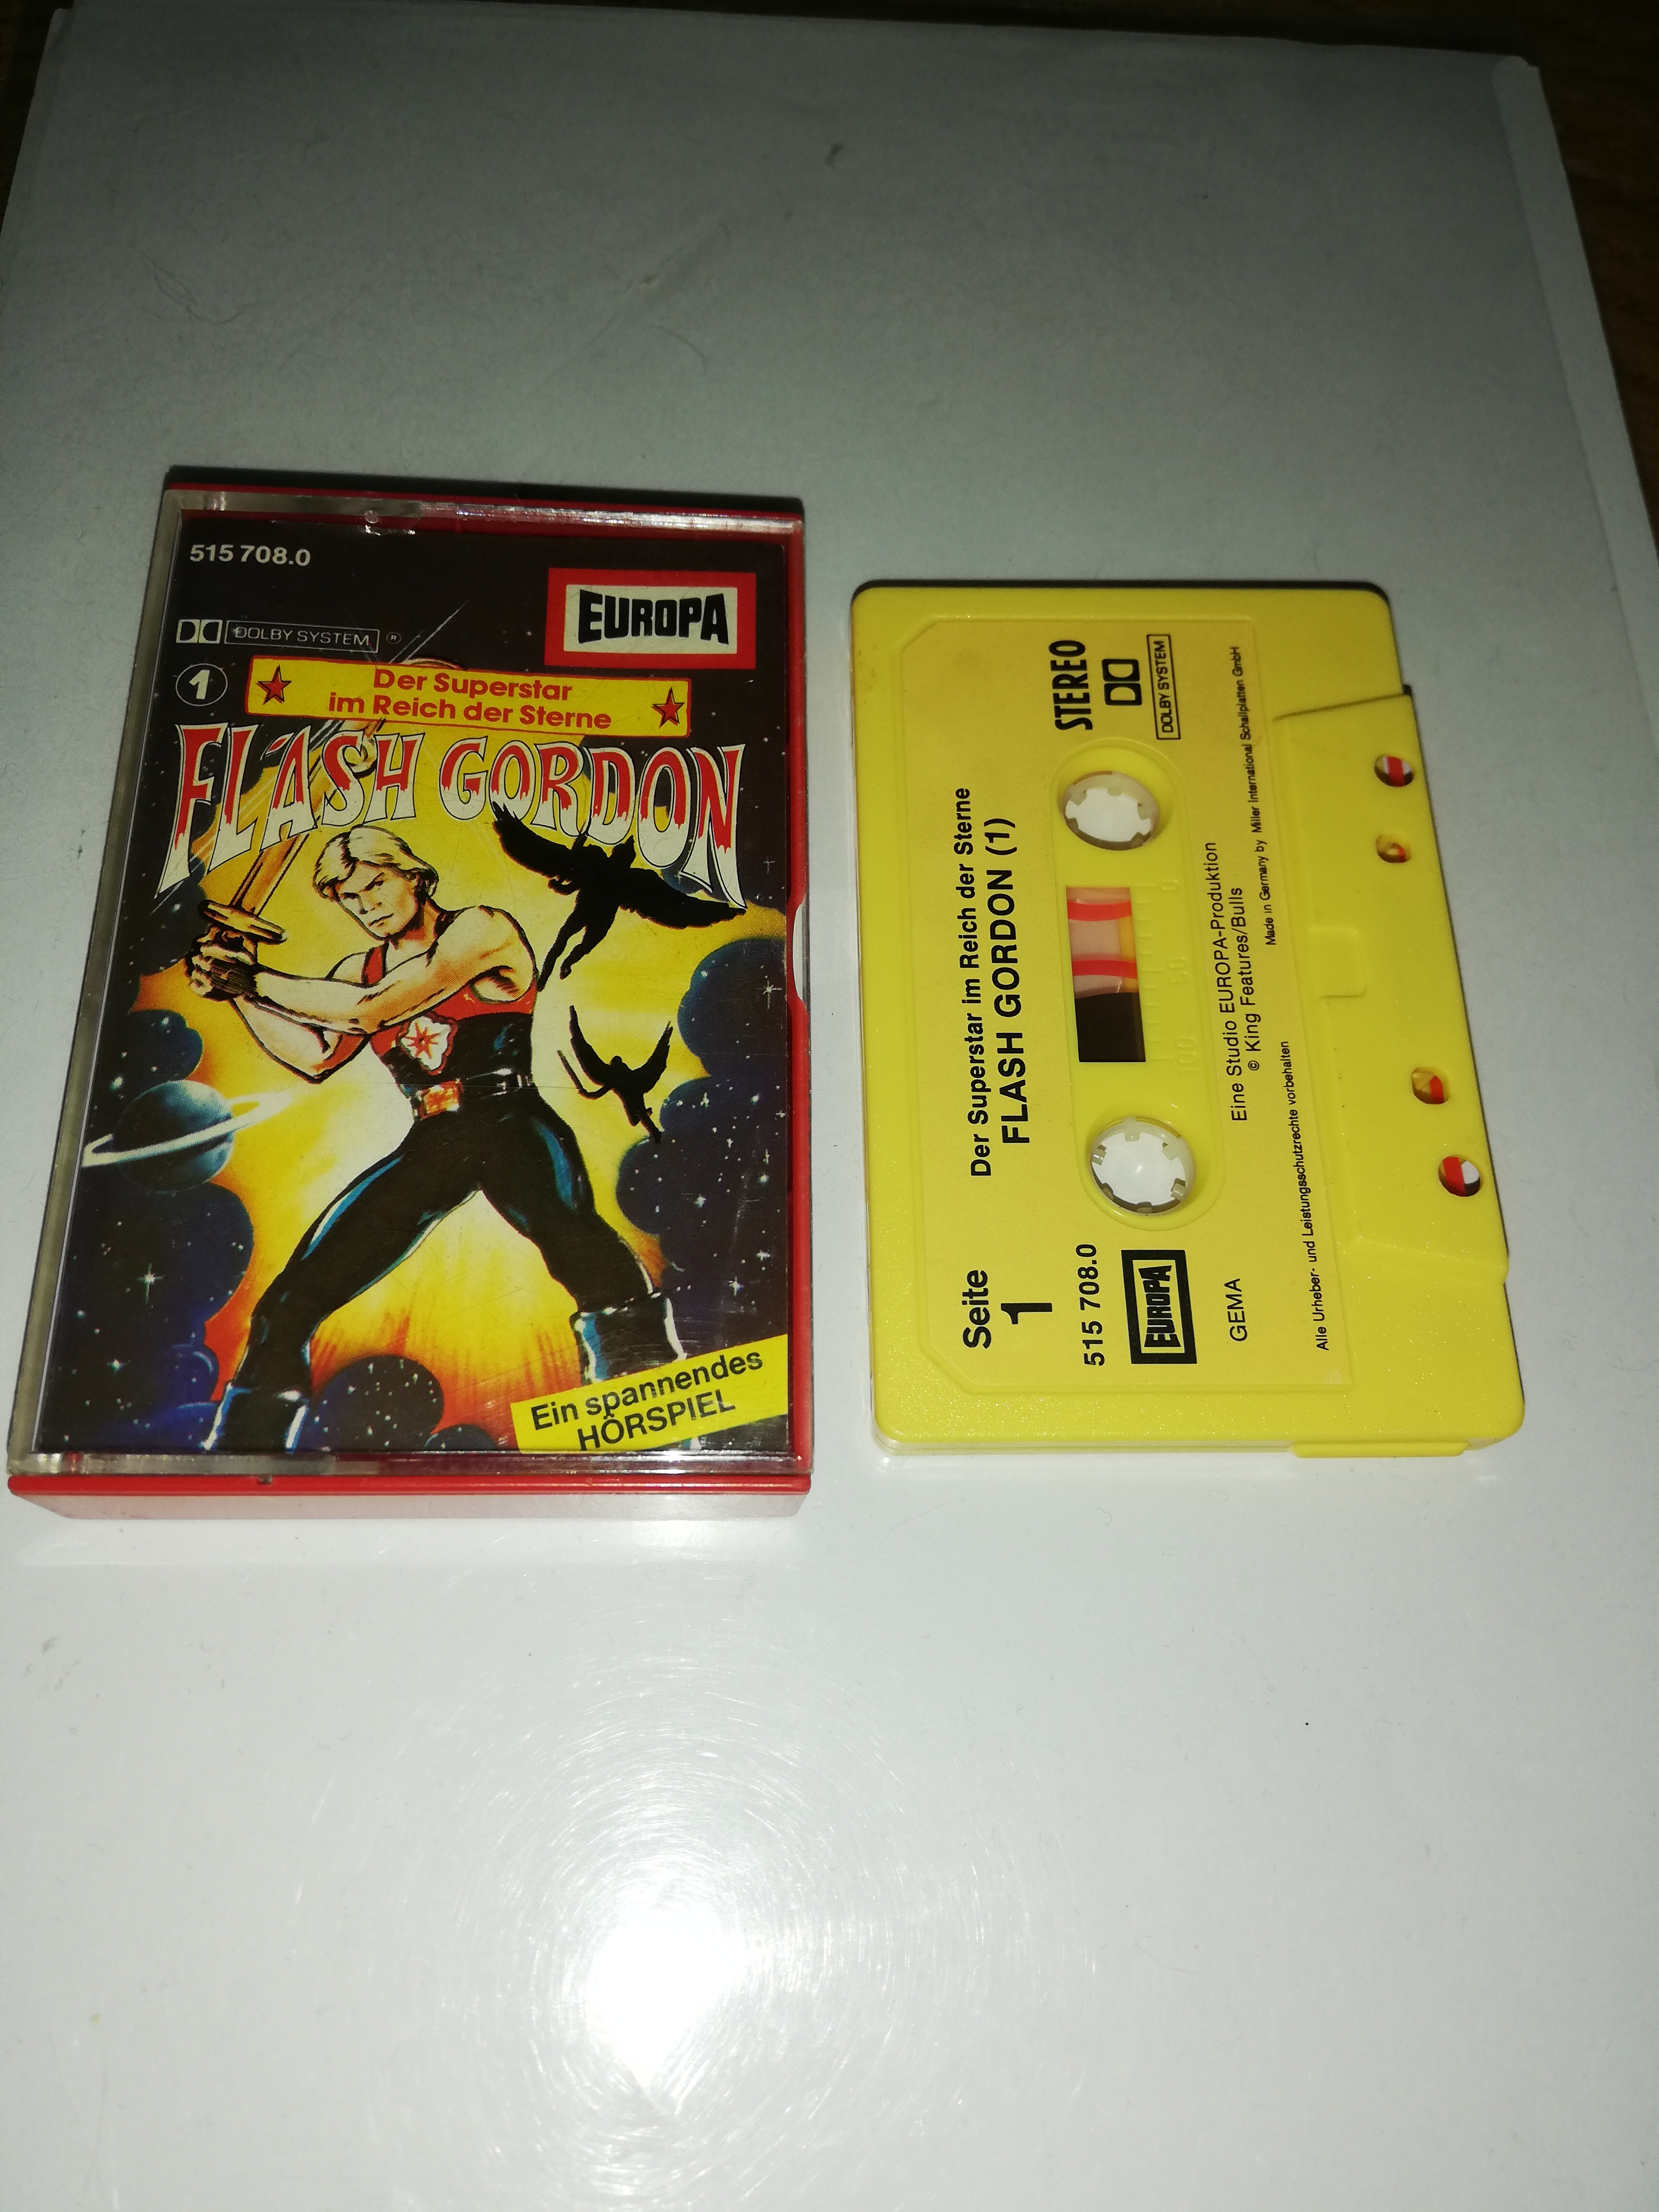 515 708.0
EUROPA
DOLBY SYSTEM ®
1
Der Superstar
im Reich der Sterne
FLASH GORDON
Ein spannendes
HÖRSPIEL
Seite
1
Der Superstar im Reich der Sterne
FLASH GORDON (1)
STEREO
DOLBY SYSTEM
515 708.0
EUROPA
GEMA
100 50 0
Eine Studio EUROPA-Produktion
© King Features/Bulls
Alle Urheber- und Leistungsschutzrechte vorbehalten
Made in Germany by Miller International Schallplatten GmbH